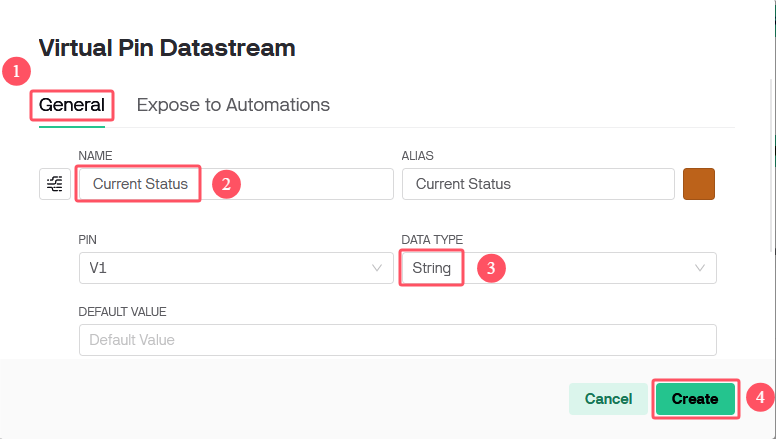 Virtual Pin Datastream
1
General Expose to Automations
NAME ALIAS
Current Status 2 Current Status
PIN DATA TYPE
V1 String 3
DEFAULT VALUE
Default Value
Cancel Create 4